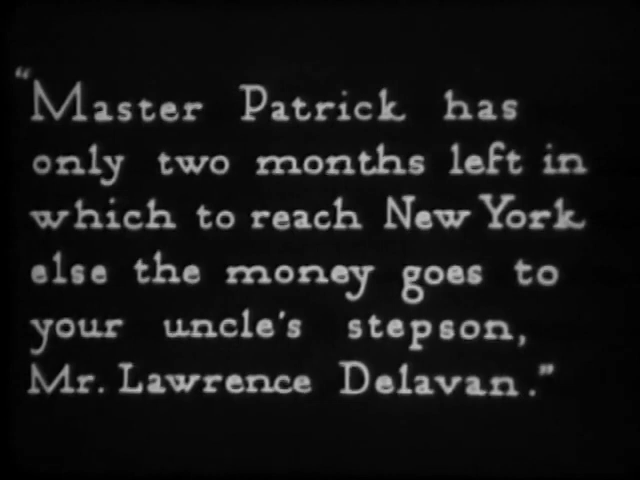 "Master Patrick has
only two months left in
which to reach New York
else the money goes to
your uncle's stepson,
Mr. Lawrence Delavan."